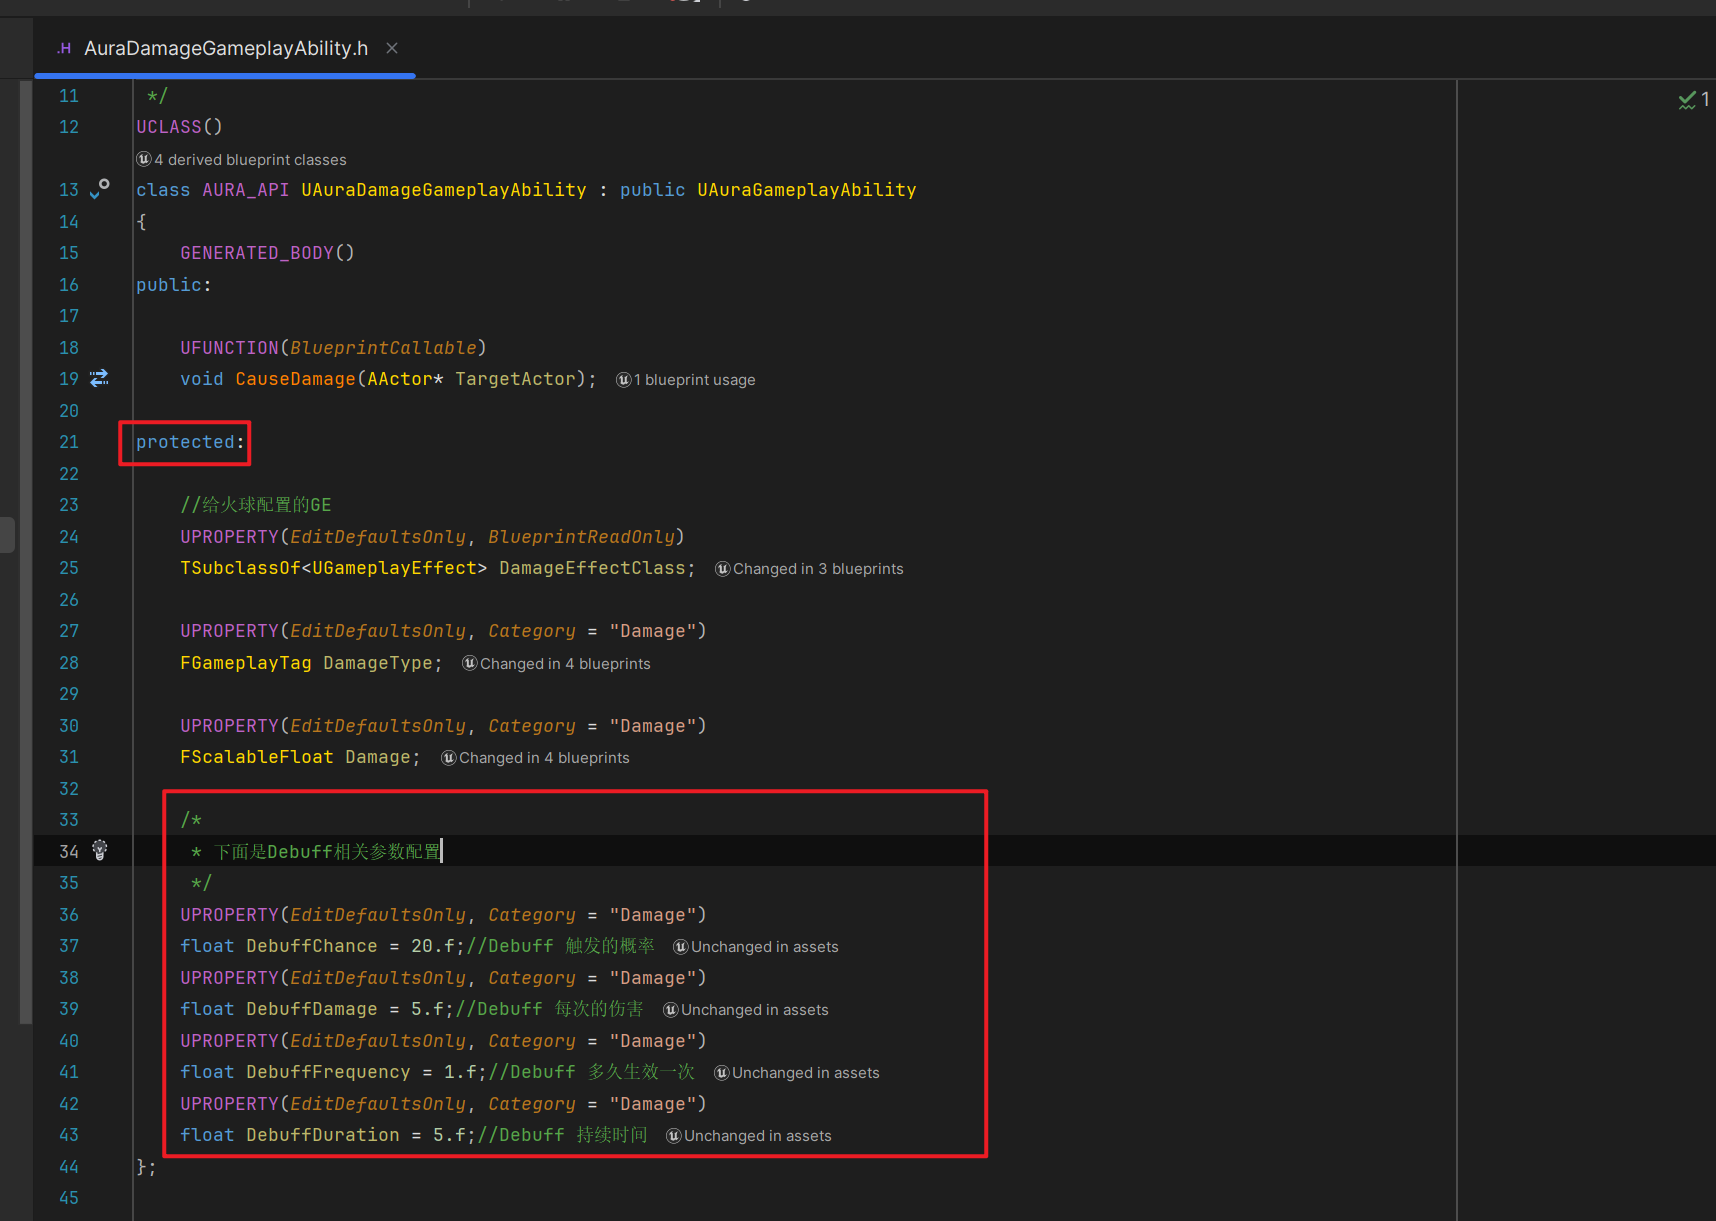 .H AuraDamageGameplayAbility.h ×
1
11 */
12 UCLASS()
4 derived blueprint classes
13 class AURA_API UAuraDamageGameplayAbility : public UAuraGameplayAbility
14 {
15 GENERATED_BODY()
16 public:
17
18 UFUNCTION(BlueprintCallable)
19 void CauseDamage(AActor* TargetActor); 1 blueprint usage
20
21 protected:
22
23 //给火球配置的GE
24 UPROPERTY(EditDefaultsOnly, BlueprintReadOnly)
25 TSubclassOf<UGameplayEffect> DamageEffectClass; Changed in 3 blueprints
26
27 UPROPERTY(EditDefaultsOnly, Category = "Damage")
28 FGameplayTag DamageType; Changed in 4 blueprints
29
30 UPROPERTY(EditDefaultsOnly, Category = "Damage")
31 FScalableFloat Damage; Changed in 4 blueprints
32
33 /*
34 * 下面是Debuff相关参数配置
35 */
36 UPROPERTY(EditDefaultsOnly, Category = "Damage")
37 float DebuffChance = 20.f;//Debuff 触发的概率 Unchanged in assets
38 UPROPERTY(EditDefaultsOnly, Category = "Damage")
39 float DebuffDamage = 5.f;//Debuff 每次的伤害 Unchanged in assets
40 UPROPERTY(EditDefaultsOnly, Category = "Damage")
41 float DebuffFrequency = 1.f;//Debuff 多久生效一次 Unchanged in assets
42 UPROPERTY(EditDefaultsOnly, Category = "Damage")
43 float DebuffDuration = 5.f;//Debuff 持续时间 Unchanged in assets
44 };
45